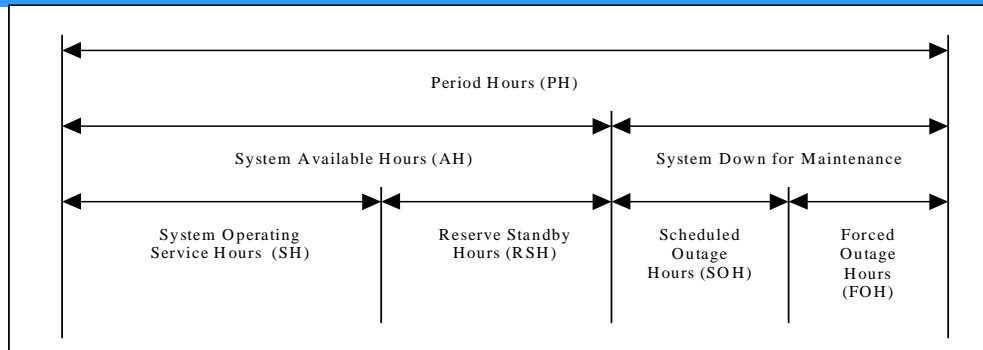 Period Hours (PH)
System Available Hours (AH)
System Down for Maintenance
System Operating
Service Hours (SH)
Reserve Standby
Hours (RSH)
Scheduled
Outage
Hours (SOH)
Forced
Outage
Hours
(FOH)